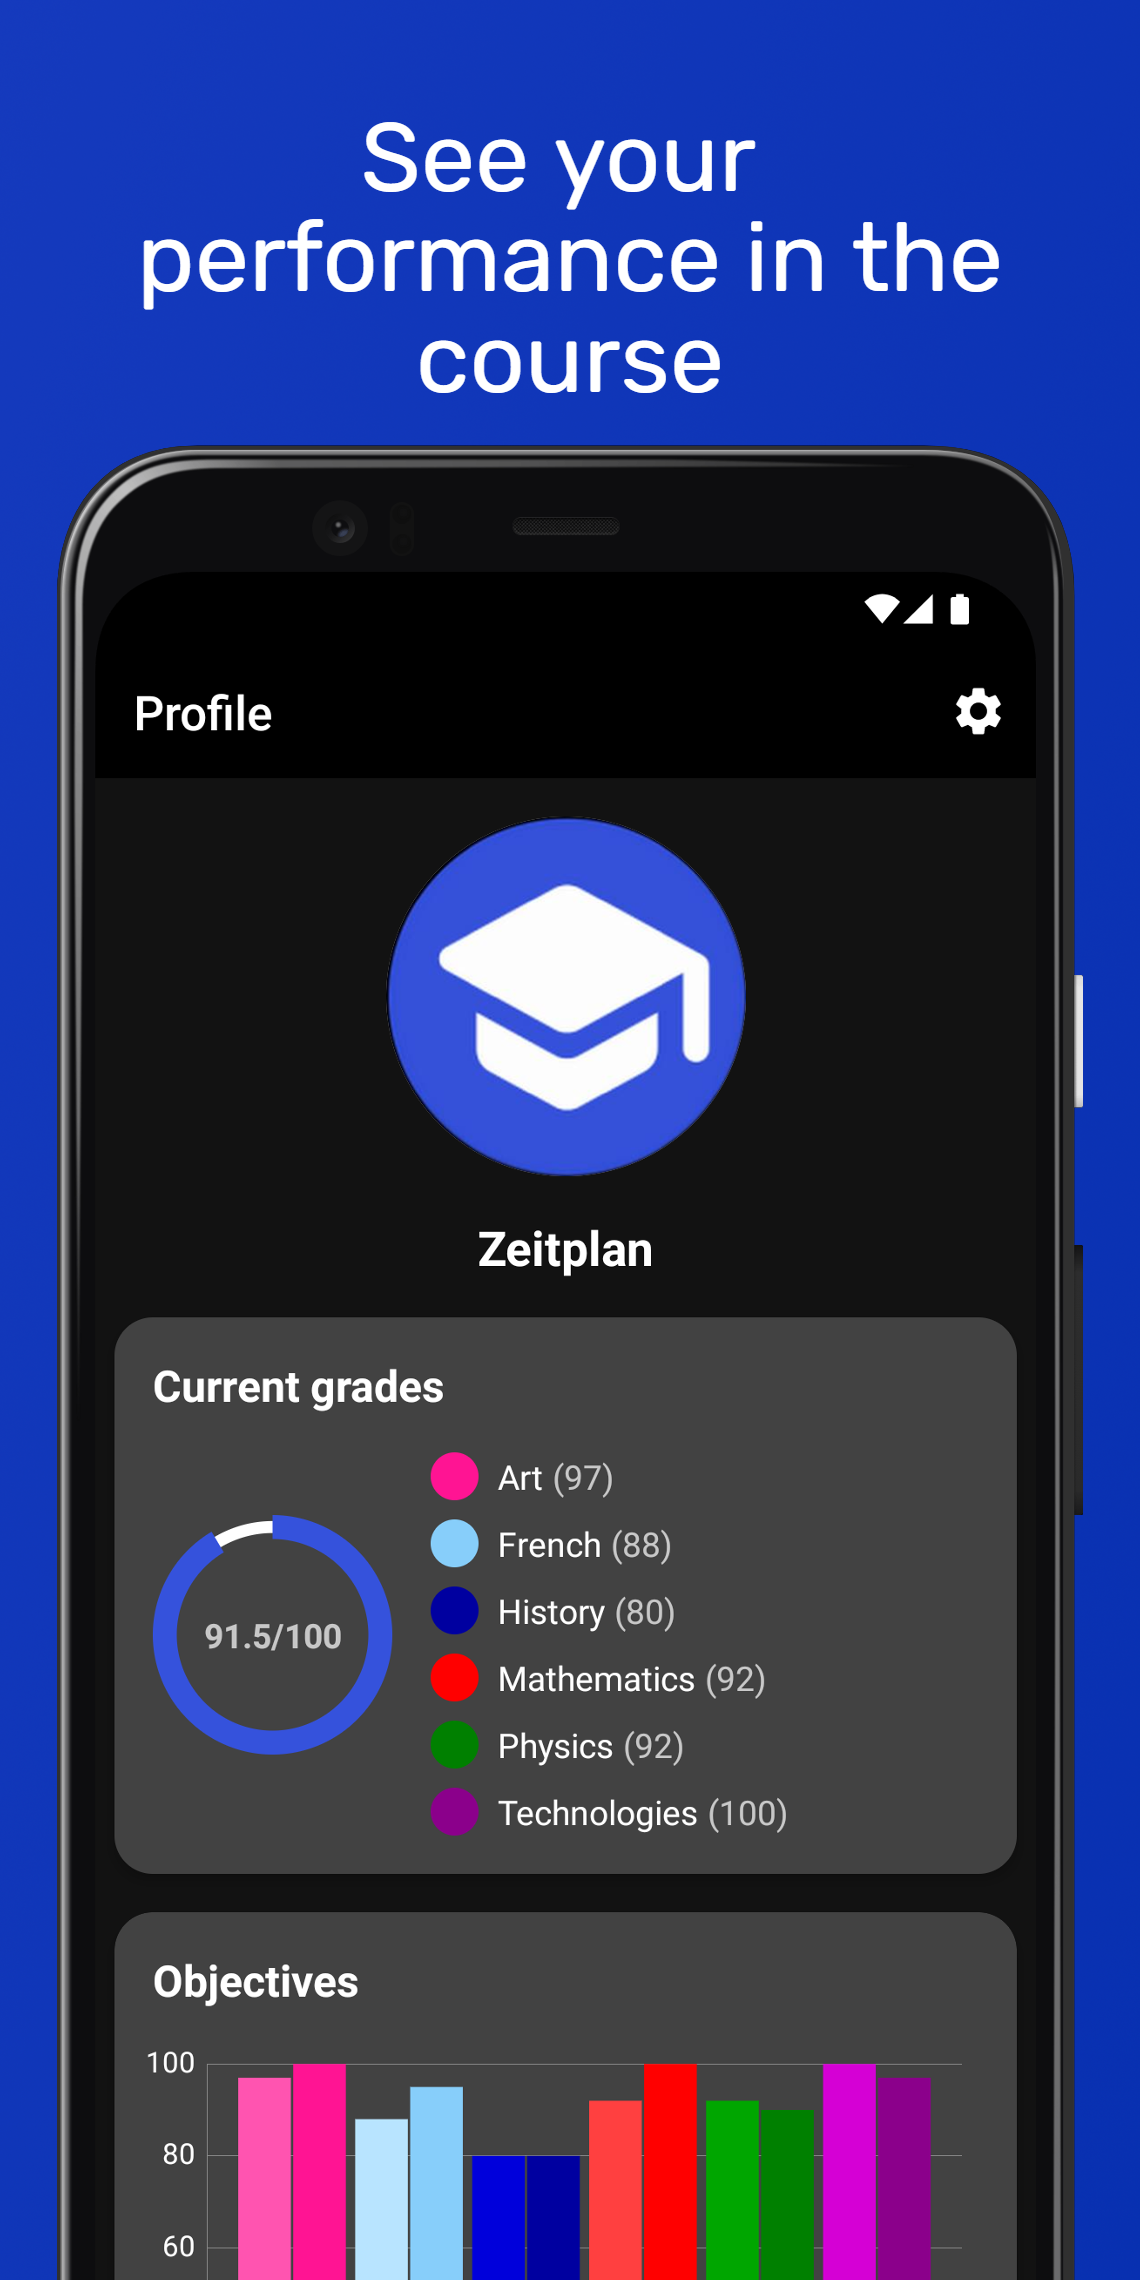 See your
performance in the
course
Profile
Zeitplan
Current grades
Art (97)
French (88)
History (80)
91.5/100
Mathematics (92)
Physics (92)
Technologies (100)
Objectives
100
80
60